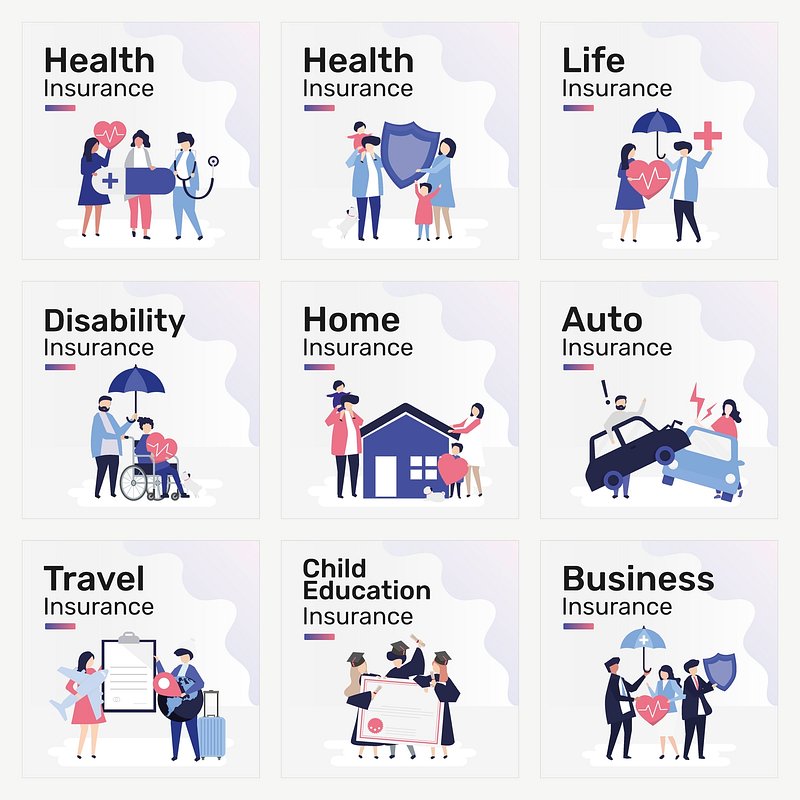 Health
Insurance
Health
Insurance
Life
Insurance
Disability
Insurance
Home
Insurance
Auto
Insurance
Travel
Insurance
Child
Education
Insurance
Business
Insurance